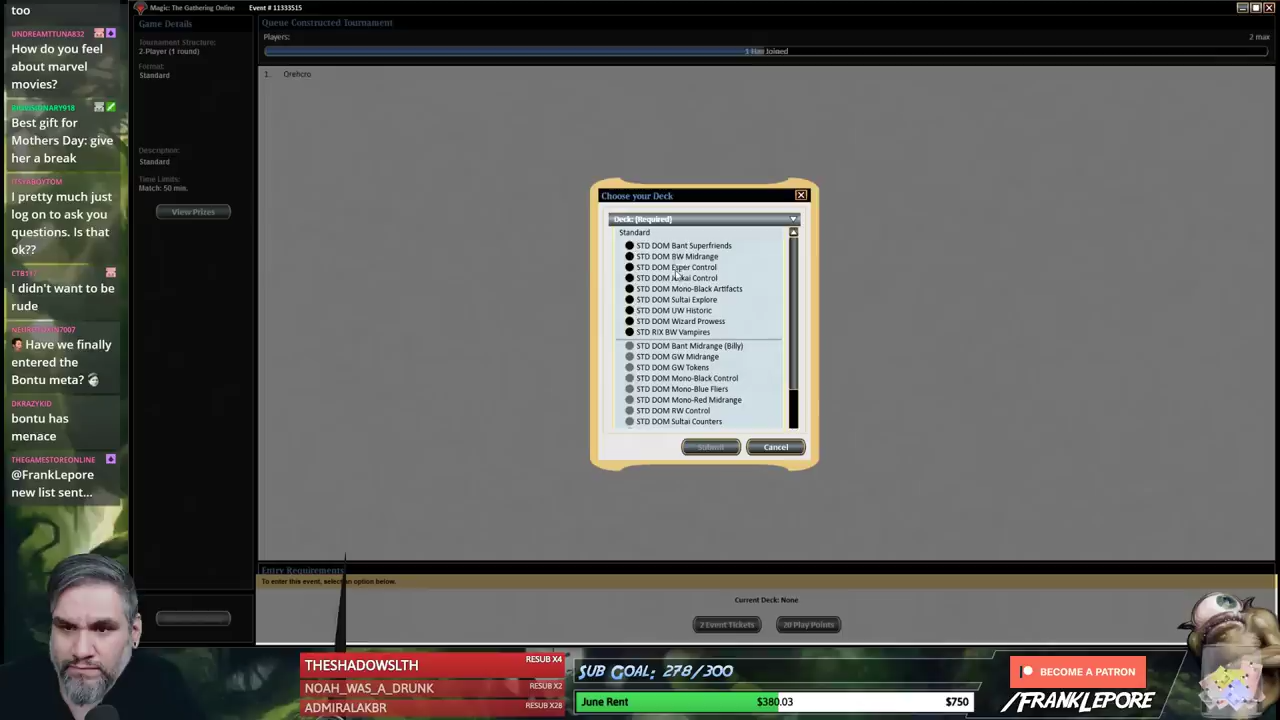 too
UNDREAMTTUNA832
How do you feel
about marvel
movies?
Best gift for
Mothers Day: give
her a break
ITSYABOYTOM
I pretty much just
log on to ask you
questions. Is that
ok??
I didn't want to
be rude
Have we finally
entered the
Bontu meta?
DKRAZYKID
bontu has
menace
THEGAMESTOREONLINE
@FrankLepore
new list sent...
Magic: The Gathering Online Event # 11333515
Game Details
Tournament Structure:
2-Player (1 round)
Format:
Standard
Description:
Standard
Time Limits:
Match: 50 min.
View Prizes
Queue Constructed Tournament
Players:
1 Has Joined
2 max
1. Orehcro
Choose your Deck
Deck: (Required)
Standard
STD DOM Bant Superfriends
STD DOM BW Midrange
STD DOM Esper Control
STD DOM Jeskai Control
STD DOM Mono-Black Artifacts
STD DOM Sultai Explore
STD DOM UW Historic
STD DOM Wizard Prowess
STD RIX BW Vampires
STD DOM Bant Midrange (Billy)
STD DOM GW Midrange
STD DOM GW Tokens
STD DOM Mono-Black Control
STD DOM Mono-Blue Fliers
STD DOM Mono-Red Midrange
STD DOM RW Control
STD DOM Sultai Counters
Submit
Cancel
Entry Requirements
To enter this event, select an option below.
Current Deck: None
2 Event Tickets
20 Play Points
THESHADOWSLTH RESUB X4
NOAH_WAS_A_DRUNK RESUB X2
ADMIRALAKBR RESUB X28
SUB GOAL: 278/300
June Rent $380.03 $750
BECOME A PATRON
/FRANKLEPORE